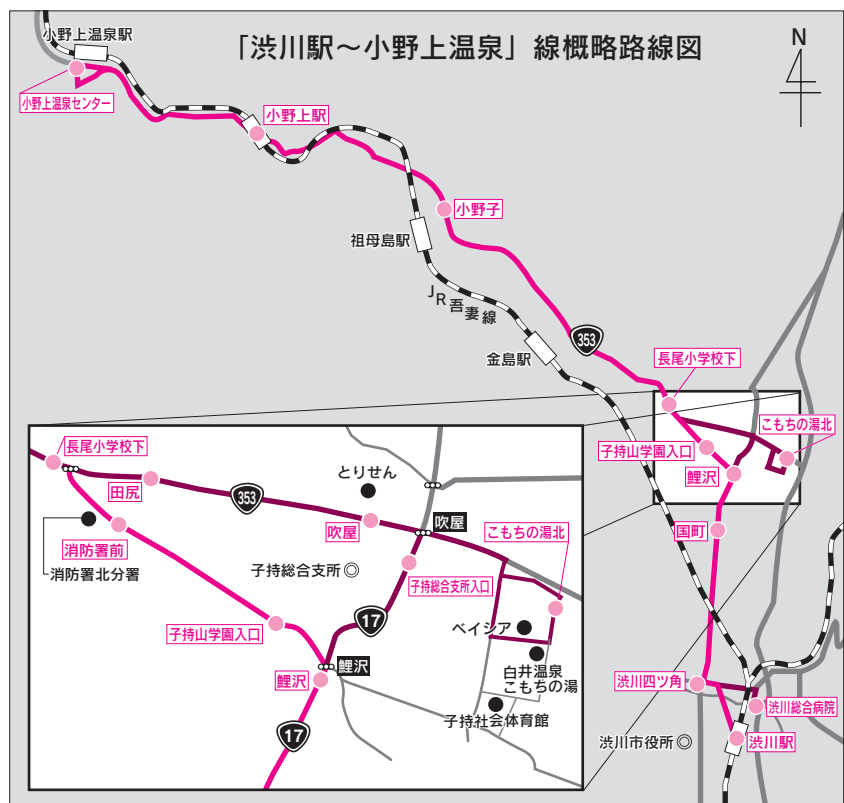 「渋川駅～小野上温泉」線概略路線図
N
小野上温泉駅
小野上温泉センター
小野上駅
小野子
祖母島駅
JR吾妻線
金島駅
353
長尾小学校下
こもちの湯北
子持山学園入口
鯉沢
国町
渋川四ツ角
渋川総合病院
渋川市役所◎
渋川駅
長尾小学校下
田尻
353
とりせん
吹屋
吹屋
こもちの湯北
消防署前
消防署北分署
子持総合支所◎
子持総合支所入口
17
ベイシア
子持山学園入口
鯉沢
鯉沢
白井温泉
こもちの湯
子持社会体育館
17